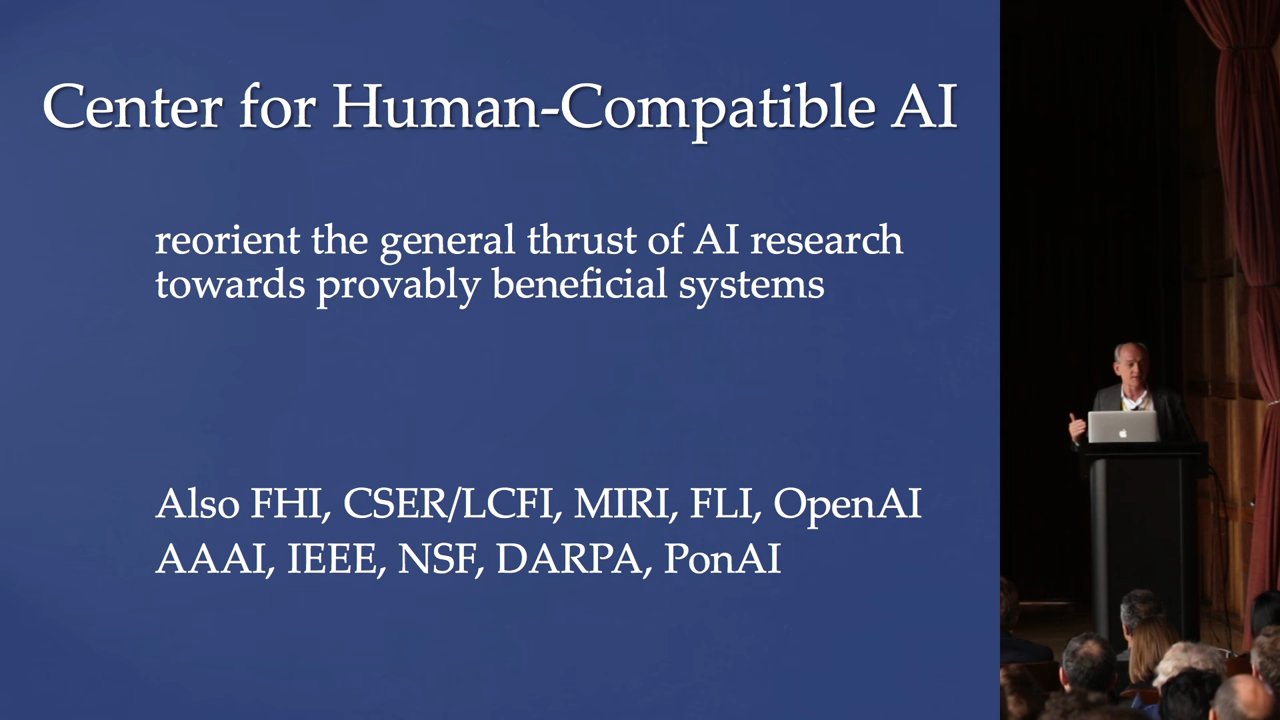 Center for Human-Compatible AI
reorient the general thrust of AI research
towards provably beneficial systems
Also FHI, CSER/LCFI, MIRI, FLI, OpenAI
AAAI, IEEE, NSF, DARPA, PonAI